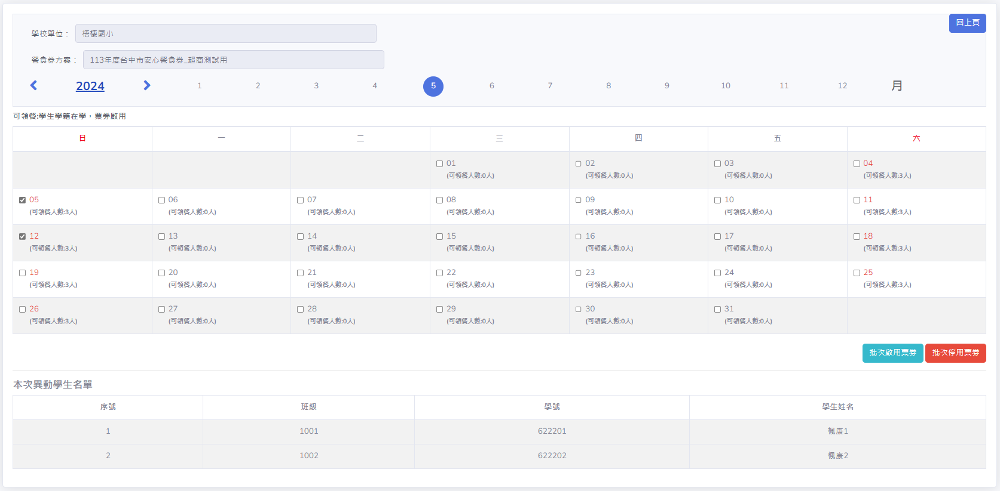 回上頁
學校單位：
梧棲國小
餐食券方案：
113年度台中市安心餐食券_超商測試用
2024 1 2 3 4 5 6 7 8 9 10 11 12 月
可領餐:學生學籍在學，票券啟用
日 一 二 三 四 五 六
01 02 03 04
(可領餐人數:0人) (可領餐人數:0人) (可領餐人數:0人) (可領餐人數:3人)
05 06 07 08 09 10 11
(可領餐人數:3人) (可領餐人數:0人) (可領餐人數:0人) (可領餐人數:0人) (可領餐人數:0人) (可領餐人數:0人) (可領餐人數:3人)
12 13 14 15 16 17 18
(可領餐人數:3人) (可領餐人數:0人) (可領餐人數:0人) (可領餐人數:0人) (可領餐人數:0人) (可領餐人數:0人) (可領餐人數:3人)
19 20 21 22 23 24 25
(可領餐人數:3人) (可領餐人數:0人) (可領餐人數:0人) (可領餐人數:0人) (可領餐人數:0人) (可領餐人數:0人) (可領餐人數:3人)
26 27 28 29 30 31
(可領餐人數:3人) (可領餐人數:0人) (可領餐人數:0人) (可領餐人數:0人) (可領餐人數:0人) (可領餐人數:0人)
批次啟用票券 批次停用票券
本次異動學生名單
序號 班級 學號 學生姓名
1 1001 622201 楓康1
2 1002 622202 楓康2